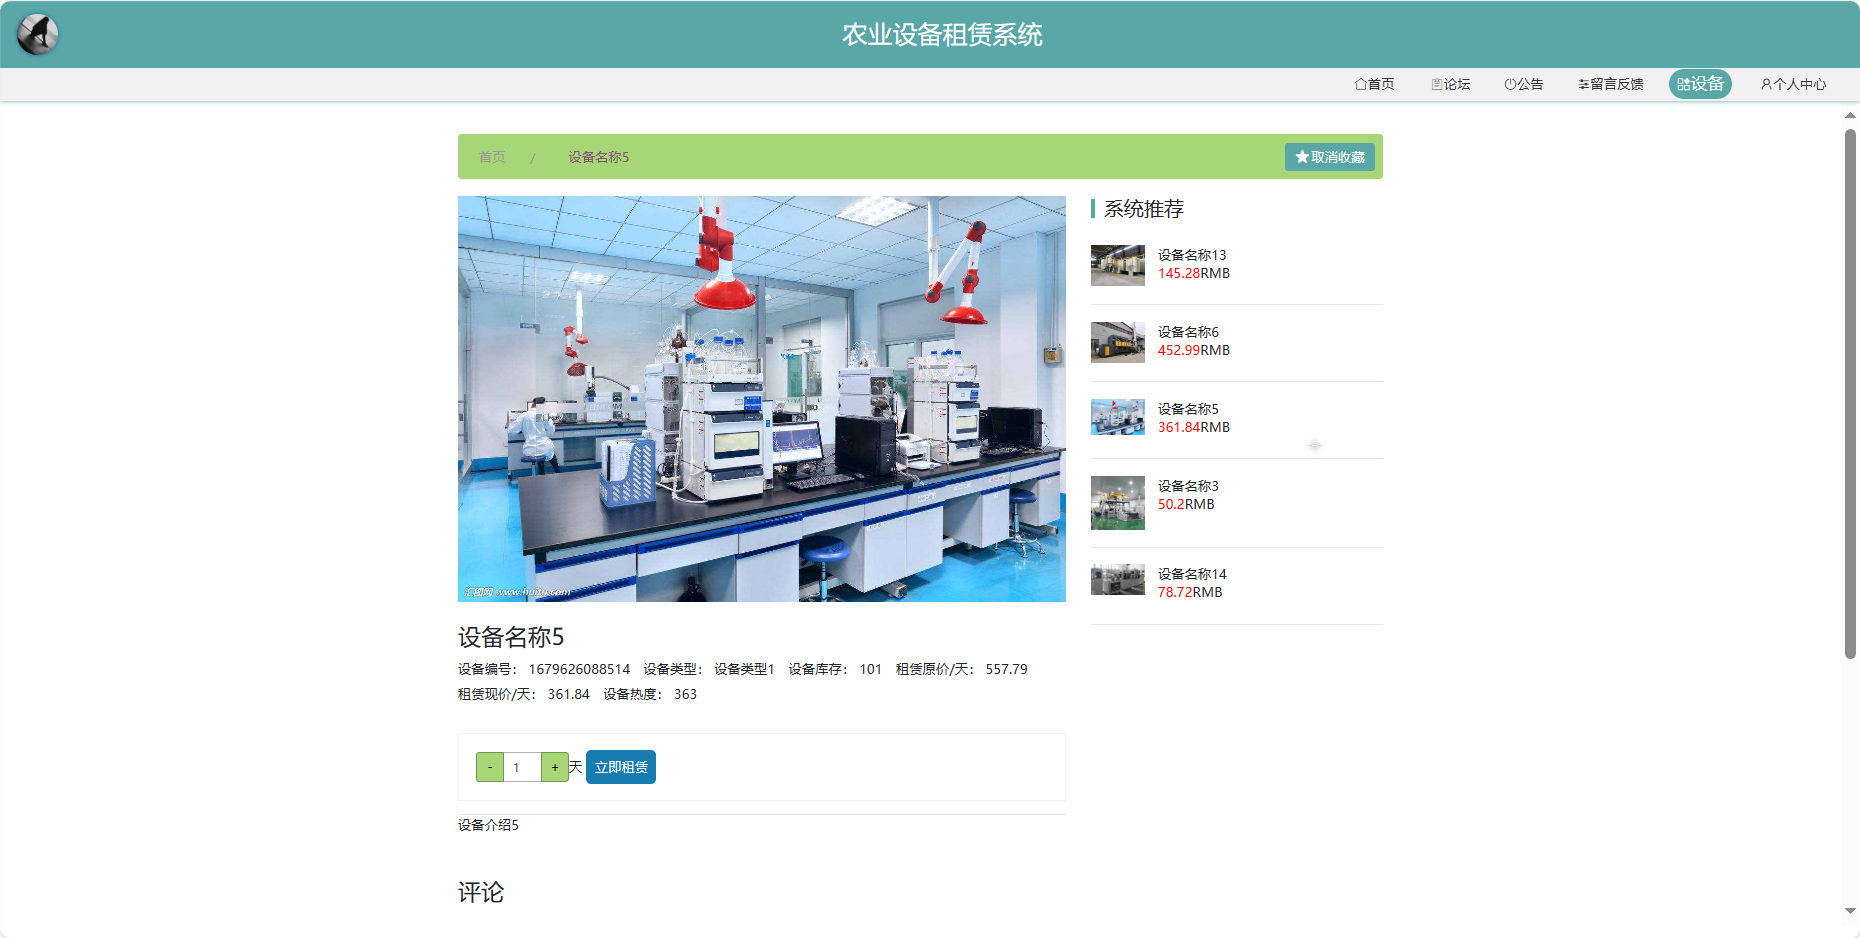 农业设备租赁系统
首页 论坛 公告 留言反馈 设备 个人中心
首页 / 设备名称5 取消收藏
汇图网 www.huitu.com
设备名称5
设备编号： 1679626088514 设备类型： 设备类型1 设备库存： 101 租赁原价/天： 557.79
租赁现价/天： 361.84 设备热度： 363
- 1 + 天 立即租赁
设备介绍5
评论
系统推荐
设备名称13
145.28RMB
设备名称6
452.99RMB
设备名称5
361.84RMB
设备名称3
50.2RMB
设备名称14
78.72RMB